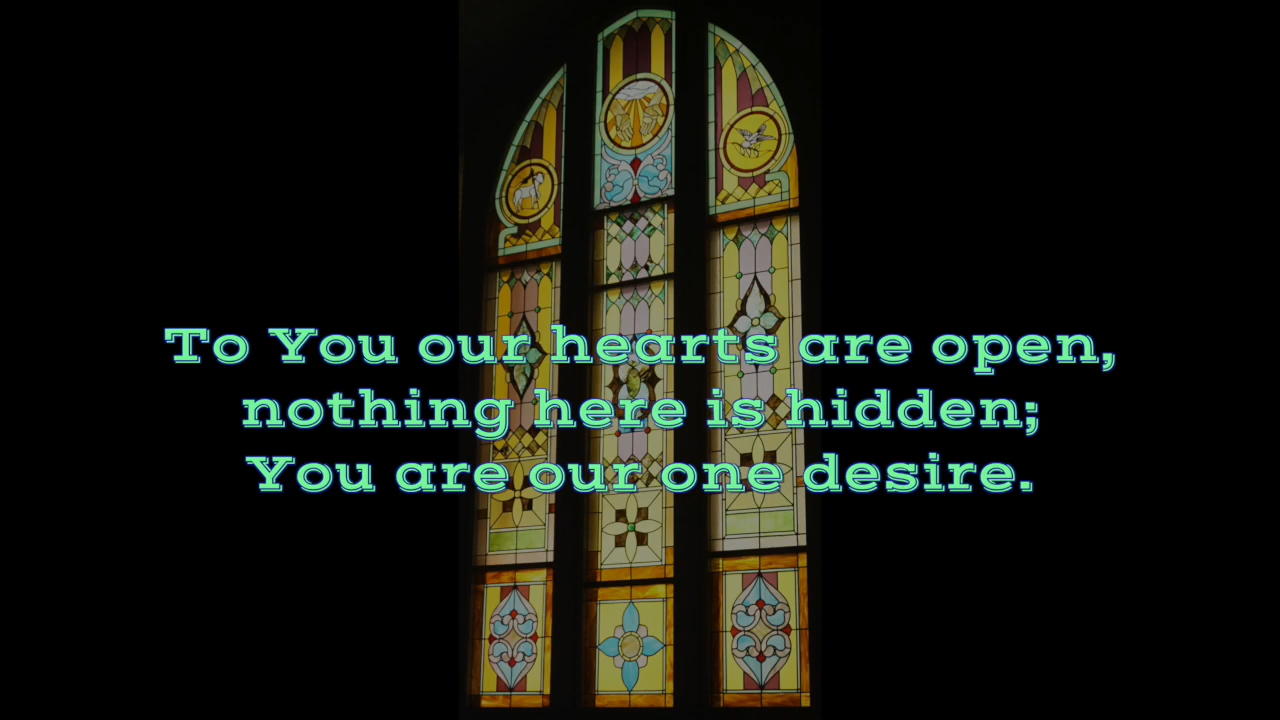 To You our hearts are open,
nothing here is hidden;
You are our one desire.